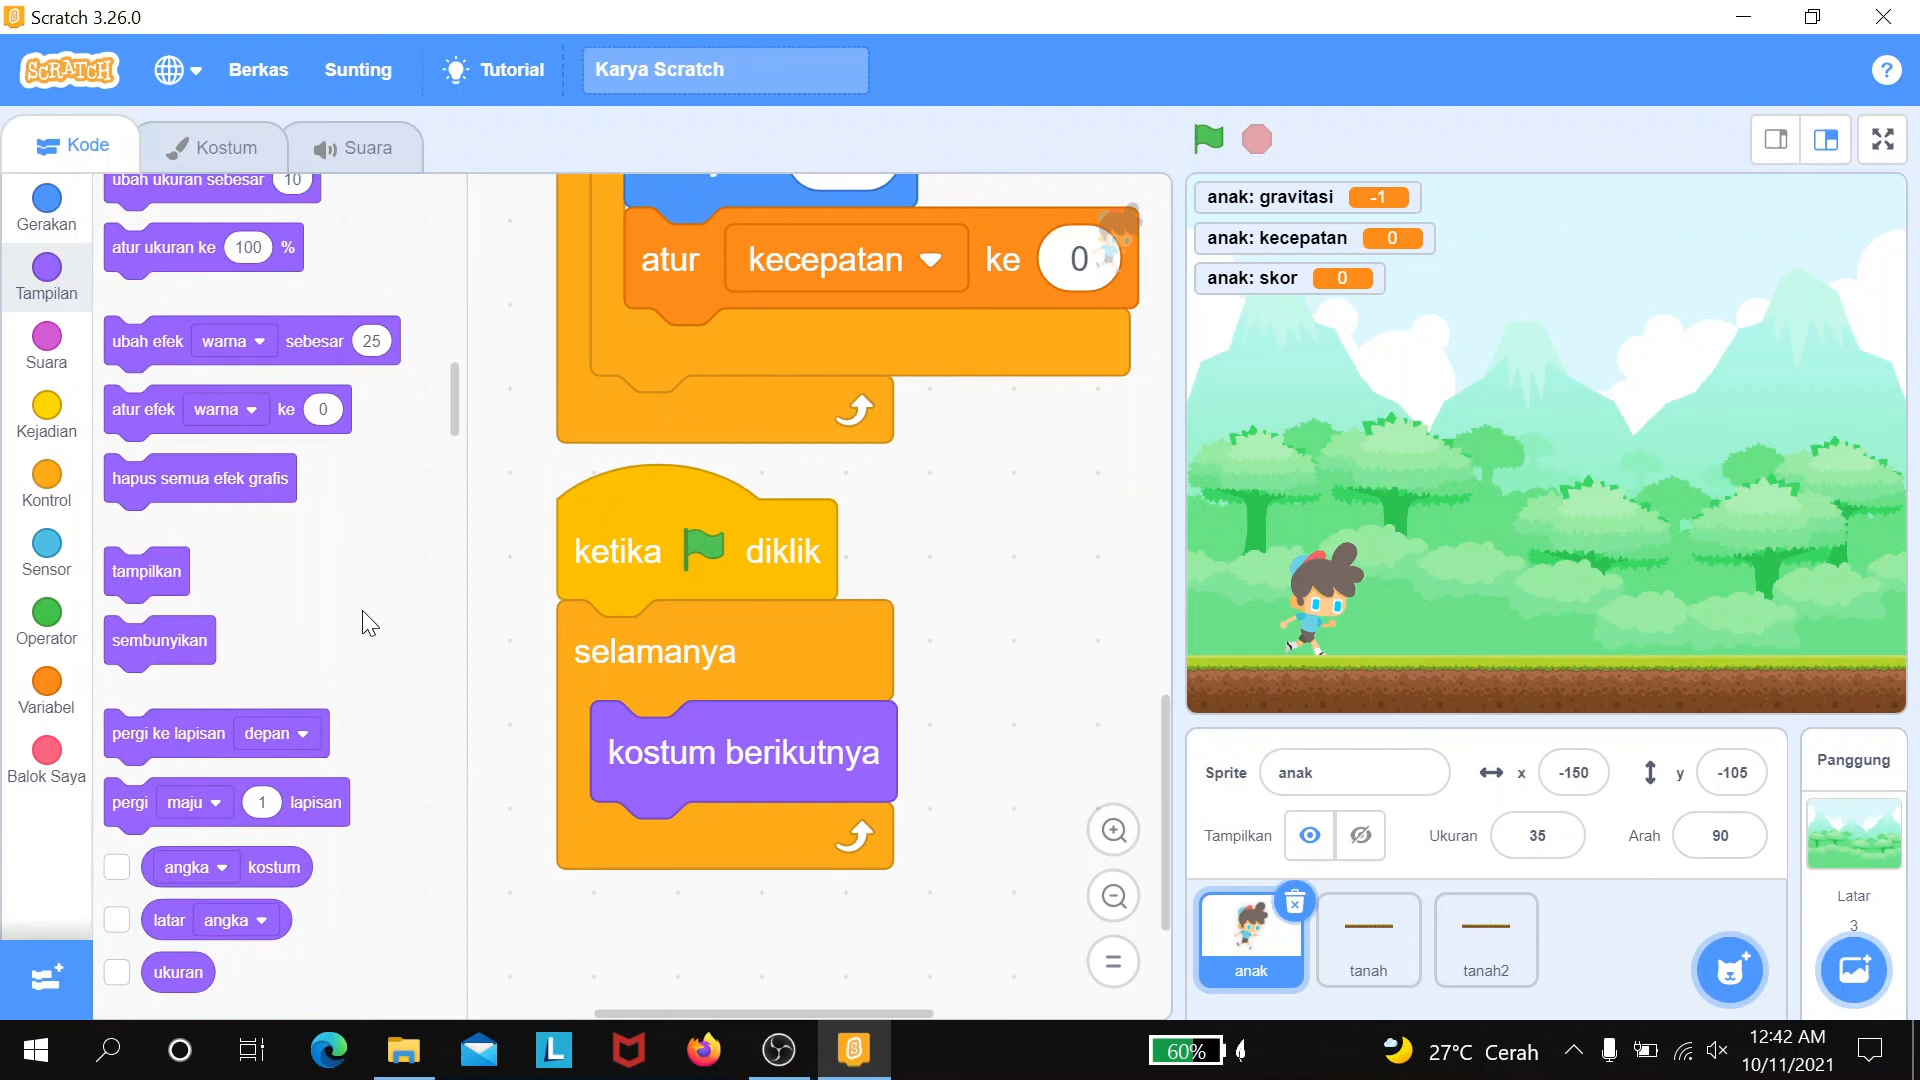 Scratch 3.26.0
SCRATCH
Berkas
Sunting
Tutorial
Karya Scratch
?
Kode
Kostum
Suara
Gerakan
Tampilan
Suara
Kejadian
Kontrol
Sensor
Operator
Variabel
Balok Saya
ubah ukuran sebesar 10
atur ukuran ke 100 %
ubah efek warna sebesar 25
atur efek warna ke 0
hapus semua efek grafis
tampilkan
sembunyikan
pergi ke lapisan depan
pergi maju 1 lapisan
angka kostum
latar angka
ukuran
atur kecepatan ke 0
ketika diklik
selamanya
kostum berikutnya
anak: gravitasi -1
anak: kecepatan 0
anak: skor 0
Sprite anak x -150 y -105
Tampilkan Ukuran 35 Arah 90
anak
tanah
tanah2
Panggung
Latar
3
60%
27°C Cerah
12:42 AM
10/11/2021